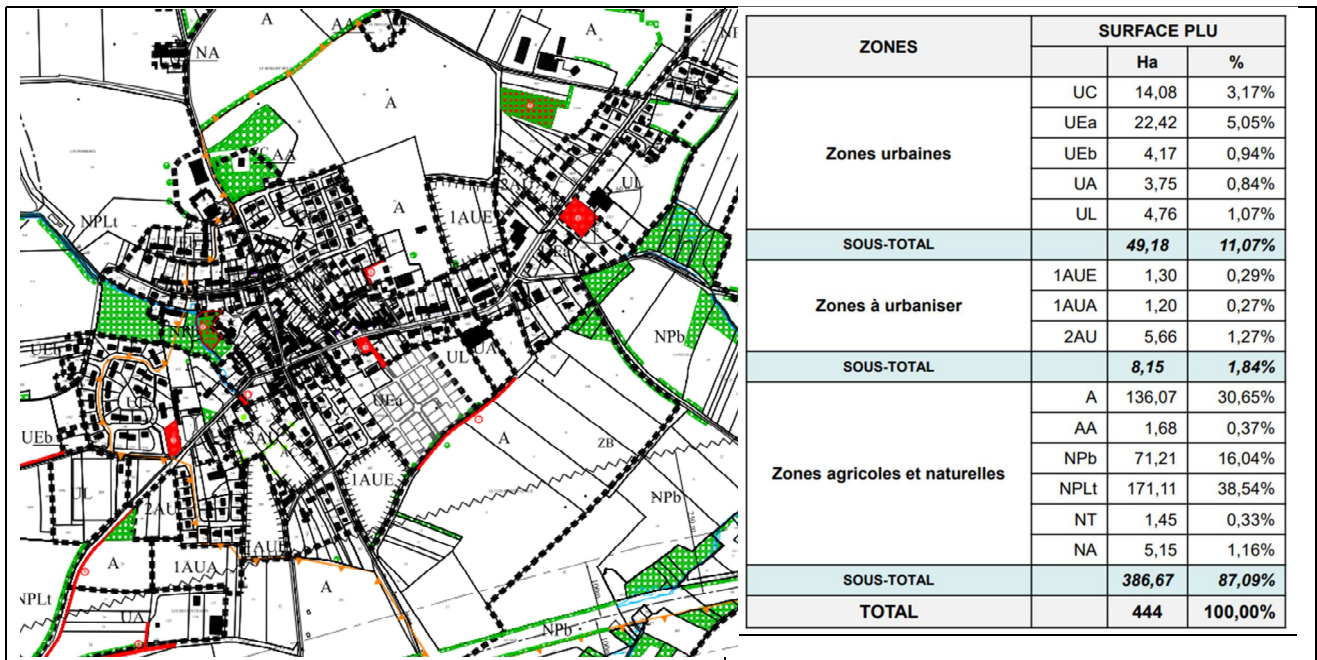 A
AA
A
NA
A
AA
UL
2AU
A
1AUE
NPLt
NPb
UEb
UL
UA
UEa
2AU
UEb
A
ZB
1AUE
NPb
UL
2AU
A
1AUA
A
NPLt
UA
NPb
ZONES SURFACE PLU
Ha %
Zones urbaines
UC 14,08 3,17%
UEa 22,42 5,05%
UEb 4,17 0,94%
UA 3,75 0,84%
UL 4,76 1,07%
SOUS-TOTAL 49,18 11,07%
Zones à urbaniser
1AUE 1,30 0,29%
1AUA 1,20 0,27%
2AU 5,66 1,27%
SOUS-TOTAL 8,15 1,84%
Zones agricoles et naturelles
A 136,07 30,65%
AA 1,68 0,37%
NPb 71,21 16,04%
NPLt 171,11 38,54%
NT 1,45 0,33%
NA 5,15 1,16%
SOUS-TOTAL 386,67 87,09%
TOTAL 444 100,00%